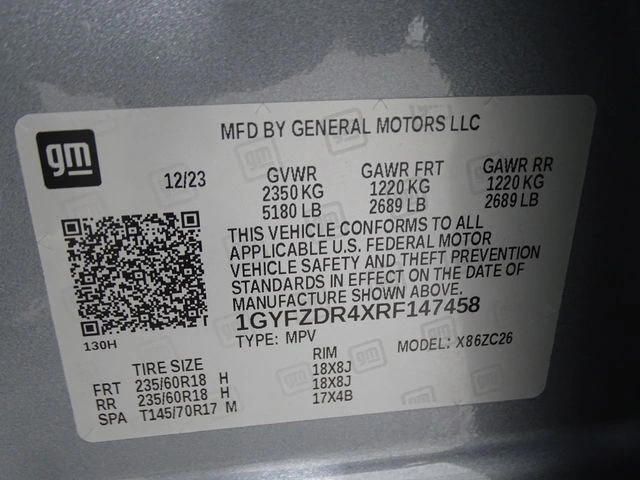 gm
MFD BY GENERAL MOTORS LLC
12/23 GVWR GAWR FRT GAWR RR
2350 KG 1220 KG 1220 KG
5180 LB 2689 LB 2689 LB
THIS VEHICLE CONFORMS TO ALL
APPLICABLE U.S. FEDERAL MOTOR
VEHICLE SAFETY AND THEFT PREVENTION
STANDARDS IN EFFECT ON THE DATE OF
MANUFACTURE SHOWN ABOVE.
1GYFZDR4XRF147458
130H TYPE: MPV MODEL: X86ZC26
TIRE SIZE RIM
FRT 235/60R18 H 18X8J
RR 235/60R18 H 18X8J
SPA T145/70R17 M 17X4B